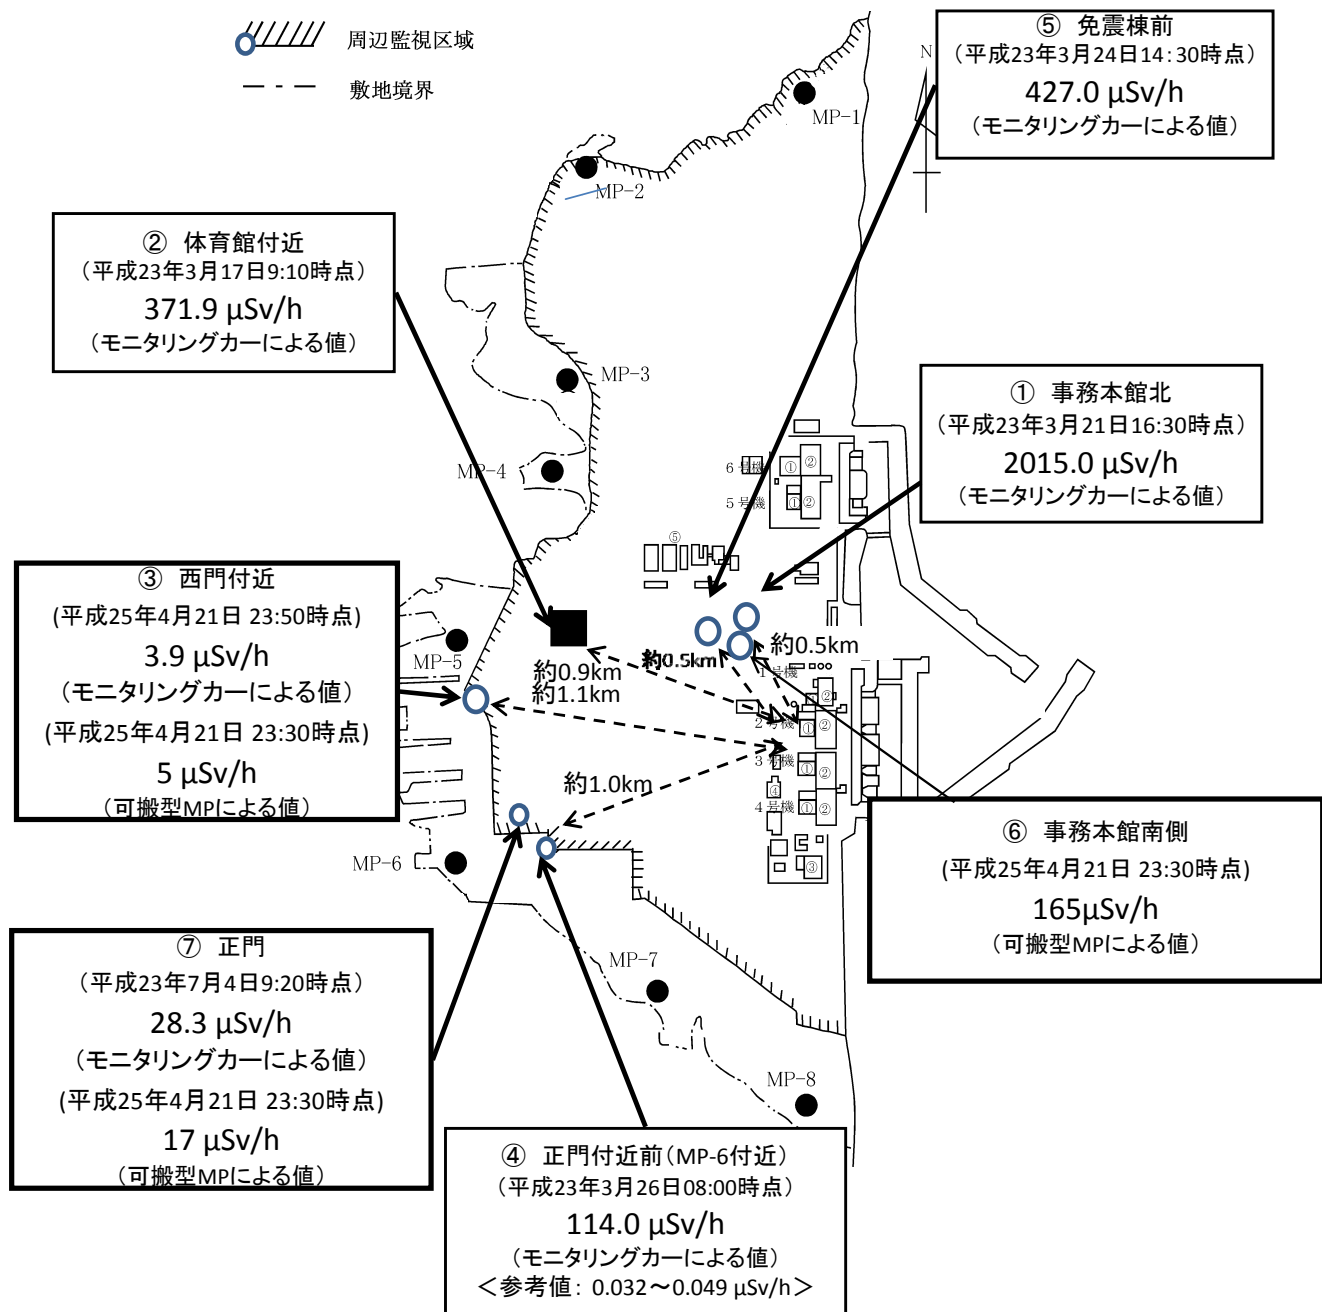 周辺監視区域
敷地境界
⑤ 免震棟前
（平成23年3月24日14:30時点）
427.0 μSv/h
（モニタリングカーによる値）
N
MP-1
MP-2
② 体育館付近
（平成23年3月17日9:10時点）
371.9 μSv/h
（モニタリングカーによる値）
MP-3
① 事務本館北
（平成23年3月21日16:30時点）
2015.0 μSv/h
（モニタリングカーによる値）
MP-4
6号機
① ②
5号機
① ②
⑤
③ 西門付近
(平成25年4月21日 23:50時点)
3.9 μSv/h
（モニタリングカーによる値）
(平成25年4月21日 23:30時点)
5 μSv/h
（可搬型MPによる値）
MP-5
約0.9km
約1.1km
約0.5km
約0.5km
1号機
②
2号機
① ②
3号機
① ②
④
4号機
① ②
③
約1.0km
MP-6
⑥ 事務本館南側
(平成25年4月21日 23:30時点)
165μSv/h
（可搬型MPによる値）
⑦ 正門
（平成23年7月4日9:20時点）
28.3 μSv/h
（モニタリングカーによる値）
(平成25年4月21日 23:30時点)
17 μSv/h
（可搬型MPによる値）
MP-7
MP-8
④ 正門付近前（MP-6付近）
（平成23年3月26日08:00時点）
114.0 μSv/h
（モニタリングカーによる値）
＜参考値: 0.032～0.049 μSv/h＞